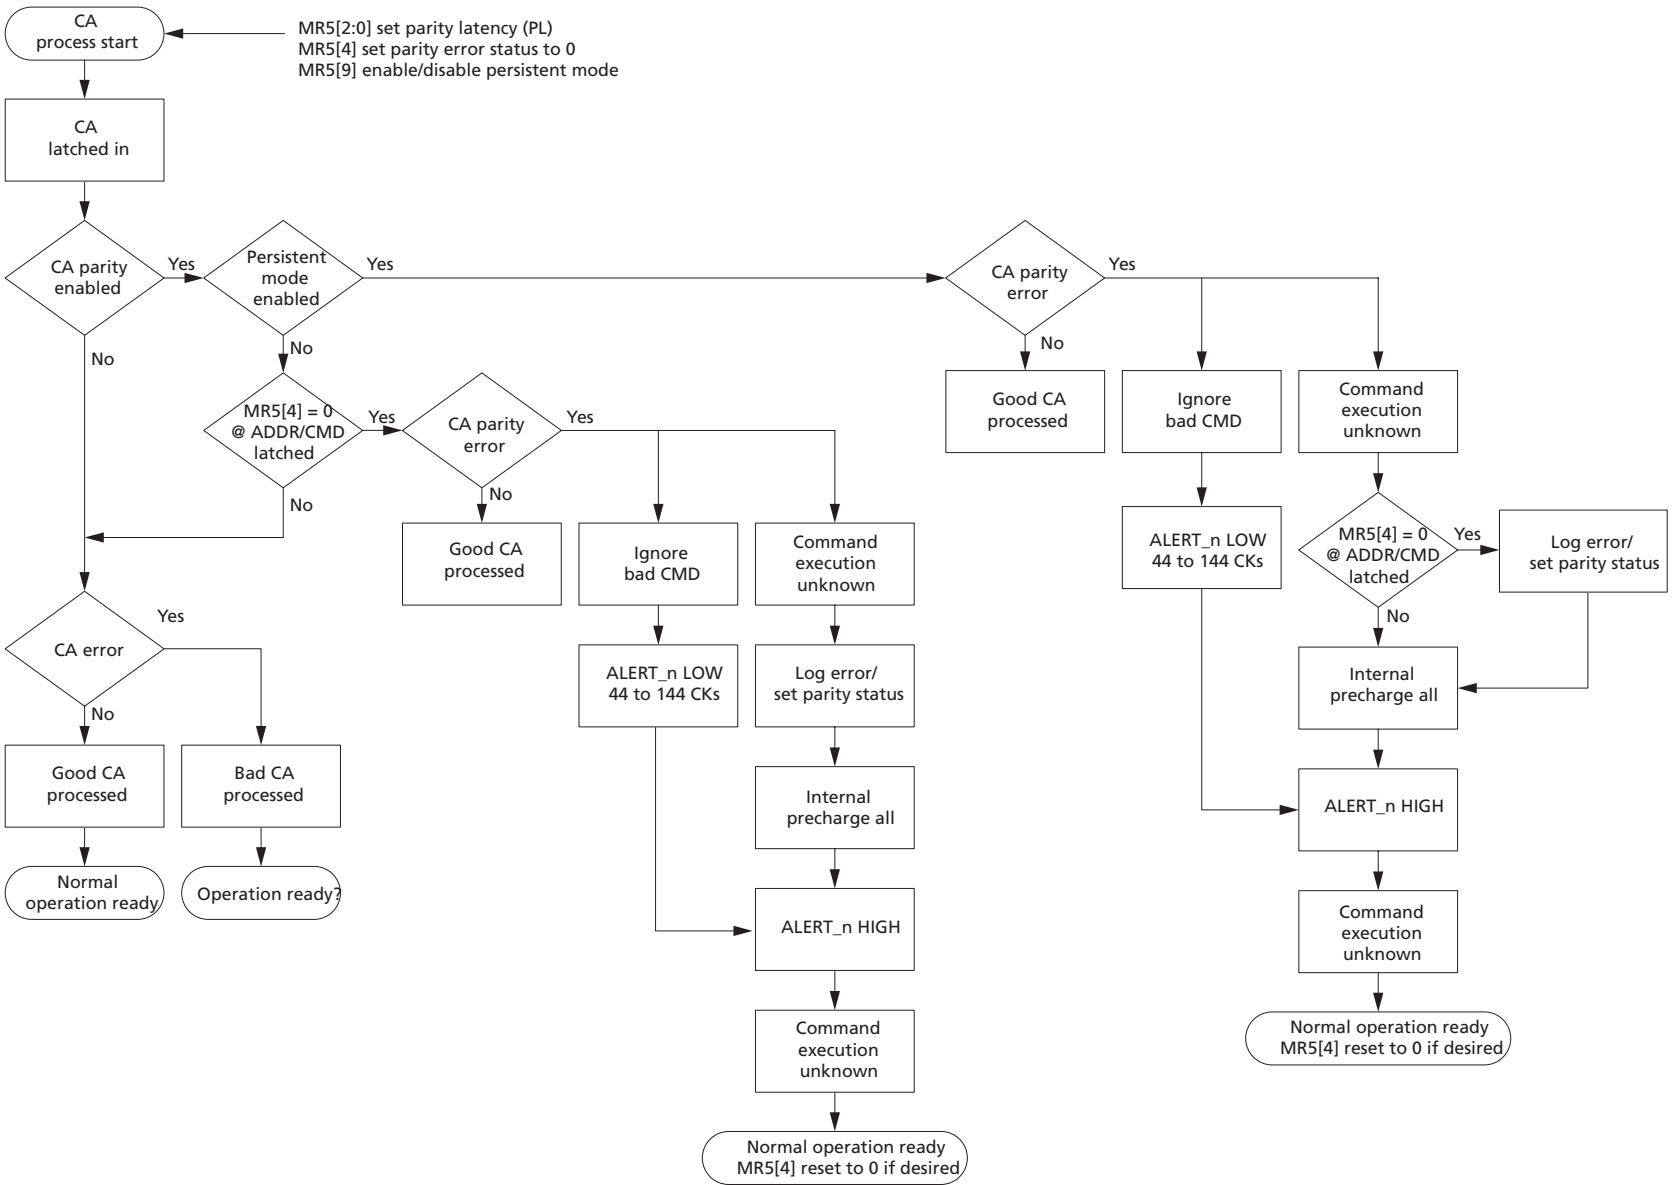 CA
process start
MR5[2:0] set parity latency (PL)
MR5[4] set parity error status to 0
MR5[9] enable/disable persistent mode
CA
latched in
CA parity
enabled
Yes
Persistent
mode
enabled
Yes
CA parity
error
Yes
No
No
No
MR5[4] = 0
@ ADDR/CMD
latched
Yes
CA parity
error
Yes
Good CA
processed
Ignore
bad CMD
Command
execution
unknown
No
No
Good CA
processed
Ignore
bad CMD
Command
execution
unknown
ALERT_n LOW
44 to 144 CKs
MR5[4] = 0
@ ADDR/CMD
latched
Yes
Log error/
set parity status
No
CA error
Yes
No
ALERT_n LOW
44 to 144 CKs
Log error/
set parity status
Internal
precharge all
Good CA
processed
Bad CA
processed
Internal
precharge all
ALERT_n HIGH
Normal
operation ready
Operation ready?
ALERT_n HIGH
Command
execution
unknown
Command
execution
unknown
Normal operation ready
MR5[4] reset to 0 if desired
Normal operation ready
MR5[4] reset to 0 if desired